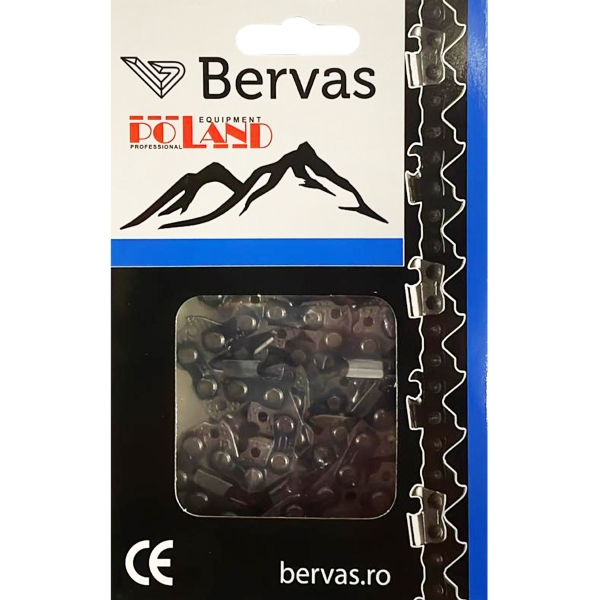 Bervas
EQUIPMENT
POLAND
PROFESSIONAL
CE
bervas.ro